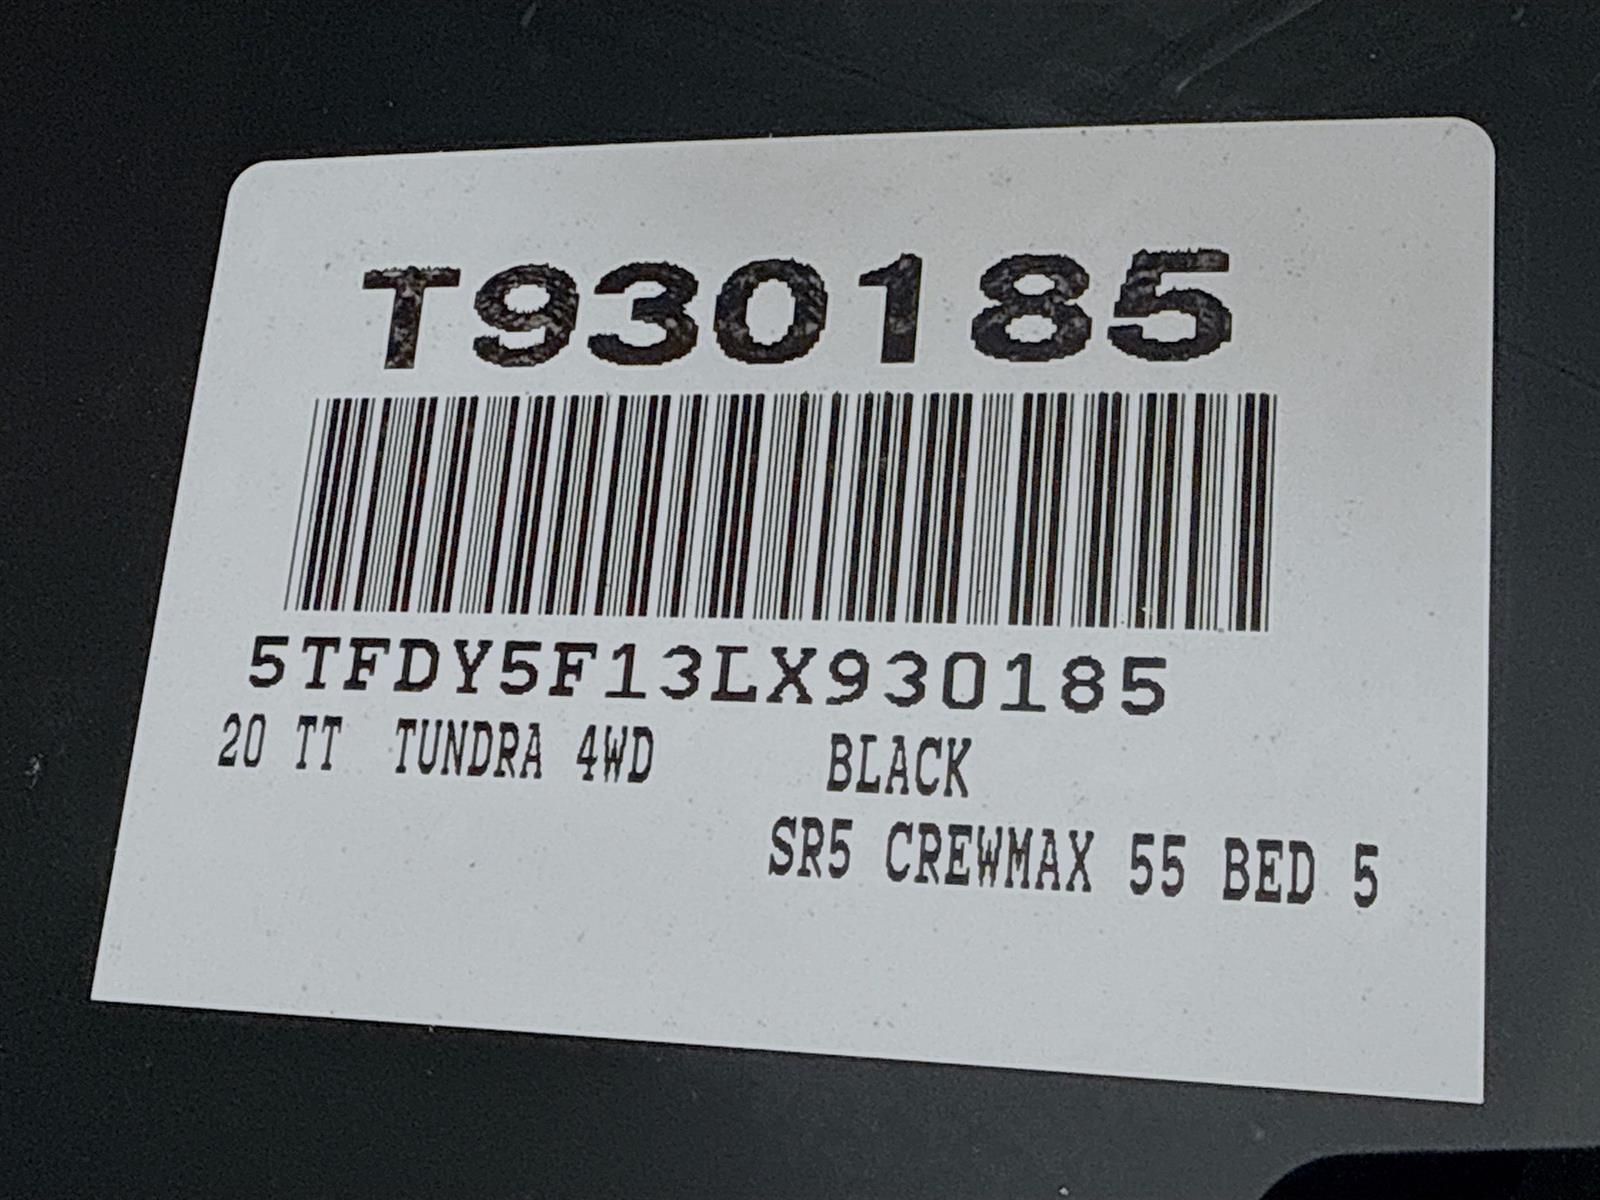 T930185
5TFDY5F13LX930185
20 TT TUNDRA 4WD BLACK
SR5 CREWMAX 55 BED 5